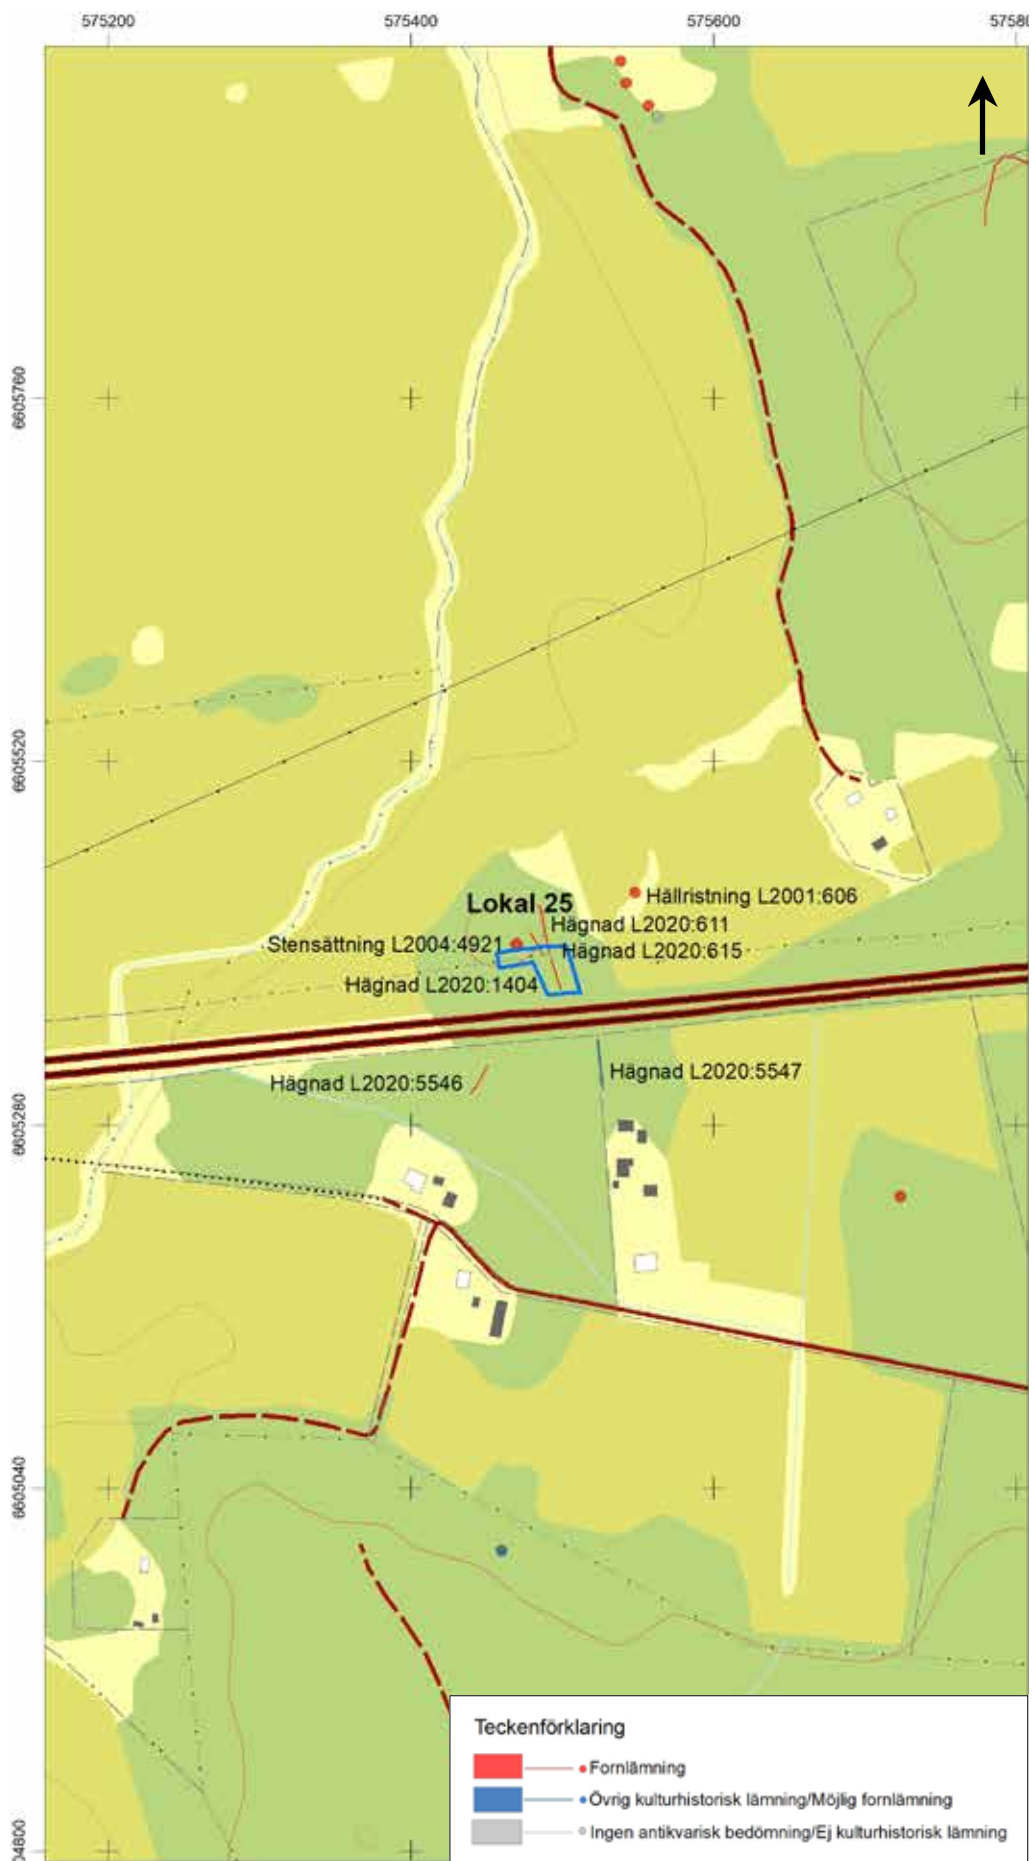 575200
575400
575600
57580
6605760
6605520
Lokal 25
Hällristning L2001:606
Hägnad L2020:611
Stensättning L2004:4921
Hägnad L2020:615
Hägnad L2020:1404
Hägnad L2020:5546
Hägnad L2020:5547
6605280
6605040
04800
Teckenförklaring
Fornlämning
Övrig kulturhistorisk lämning/Möjlig fornlämning
Ingen antikvarisk bedömning/Ej kulturhistorisk lämning